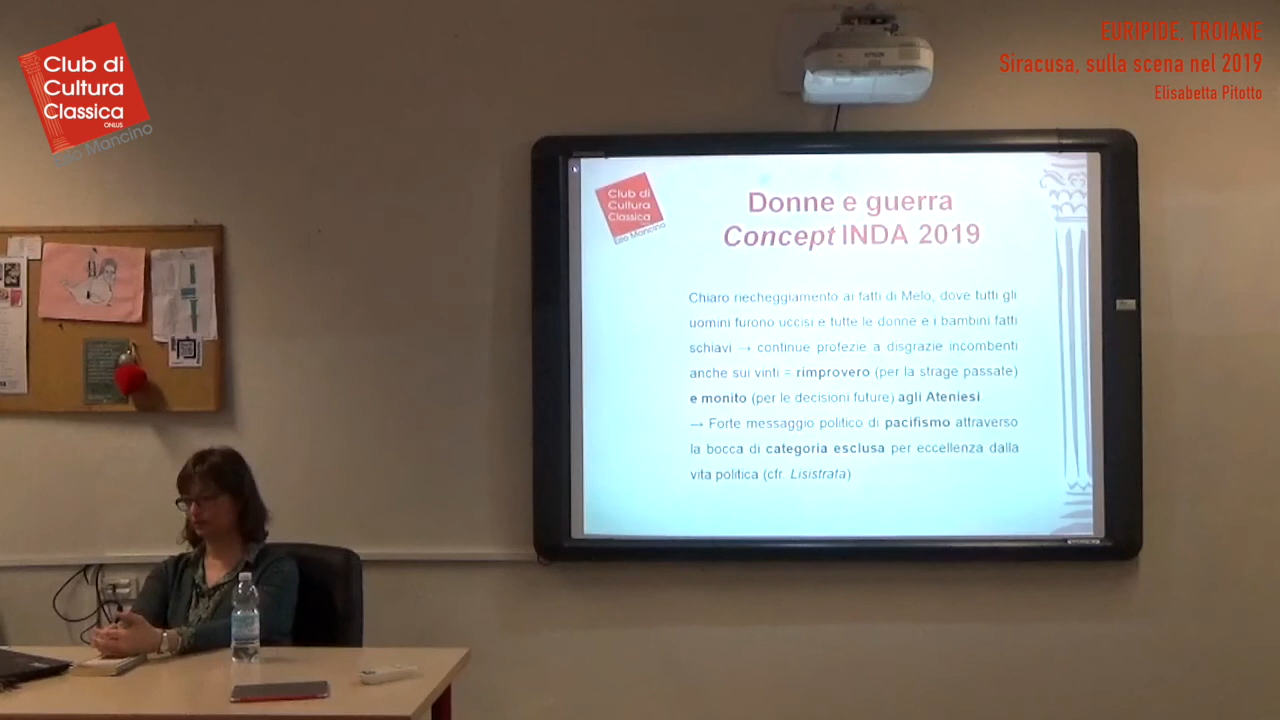 Club di
Cultura
Classica
ONLUS
Ezio Mancino
EURIPIDE, TROIANE
Siracusa, sulla scena nel 2019
Elisabetta Pitotto
EPSON
Club di
Cultura
Classica
Ezio Mancino
Donne e guerra
Concept INDA 2019
Chiaro riecheggiamento ai fatti di Melo, dove tutti gli
uomini furono uccisi e tutte le donne e i bambini fatti
schiavi → continue profezie a disgrazie incombenti
anche sui vinti = rimprovero (per la strage passate)
e monito (per le decisioni future) agli Ateniesi
→ Forte messaggio politico di pacifismo attraverso
la bocca di categoria esclusa per eccellenza dalla
vita politica (cfr. Lisistrata)